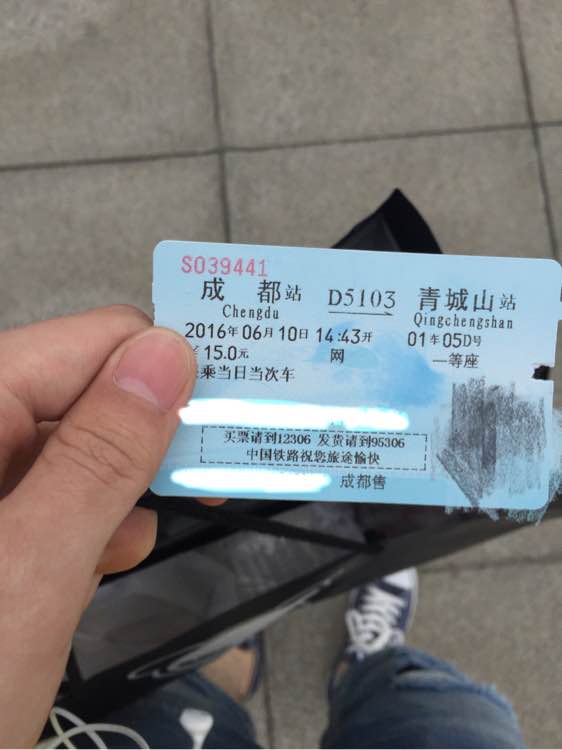 S039441
成都站 D5103 青城山站
Chengdu Qingchengshan
2016年06月10日14:43开 01车05D号
15.0元 网 一等座
乘当日当次车
买票请到12306 发货请到95306
中国铁路祝您旅途愉快
成都售